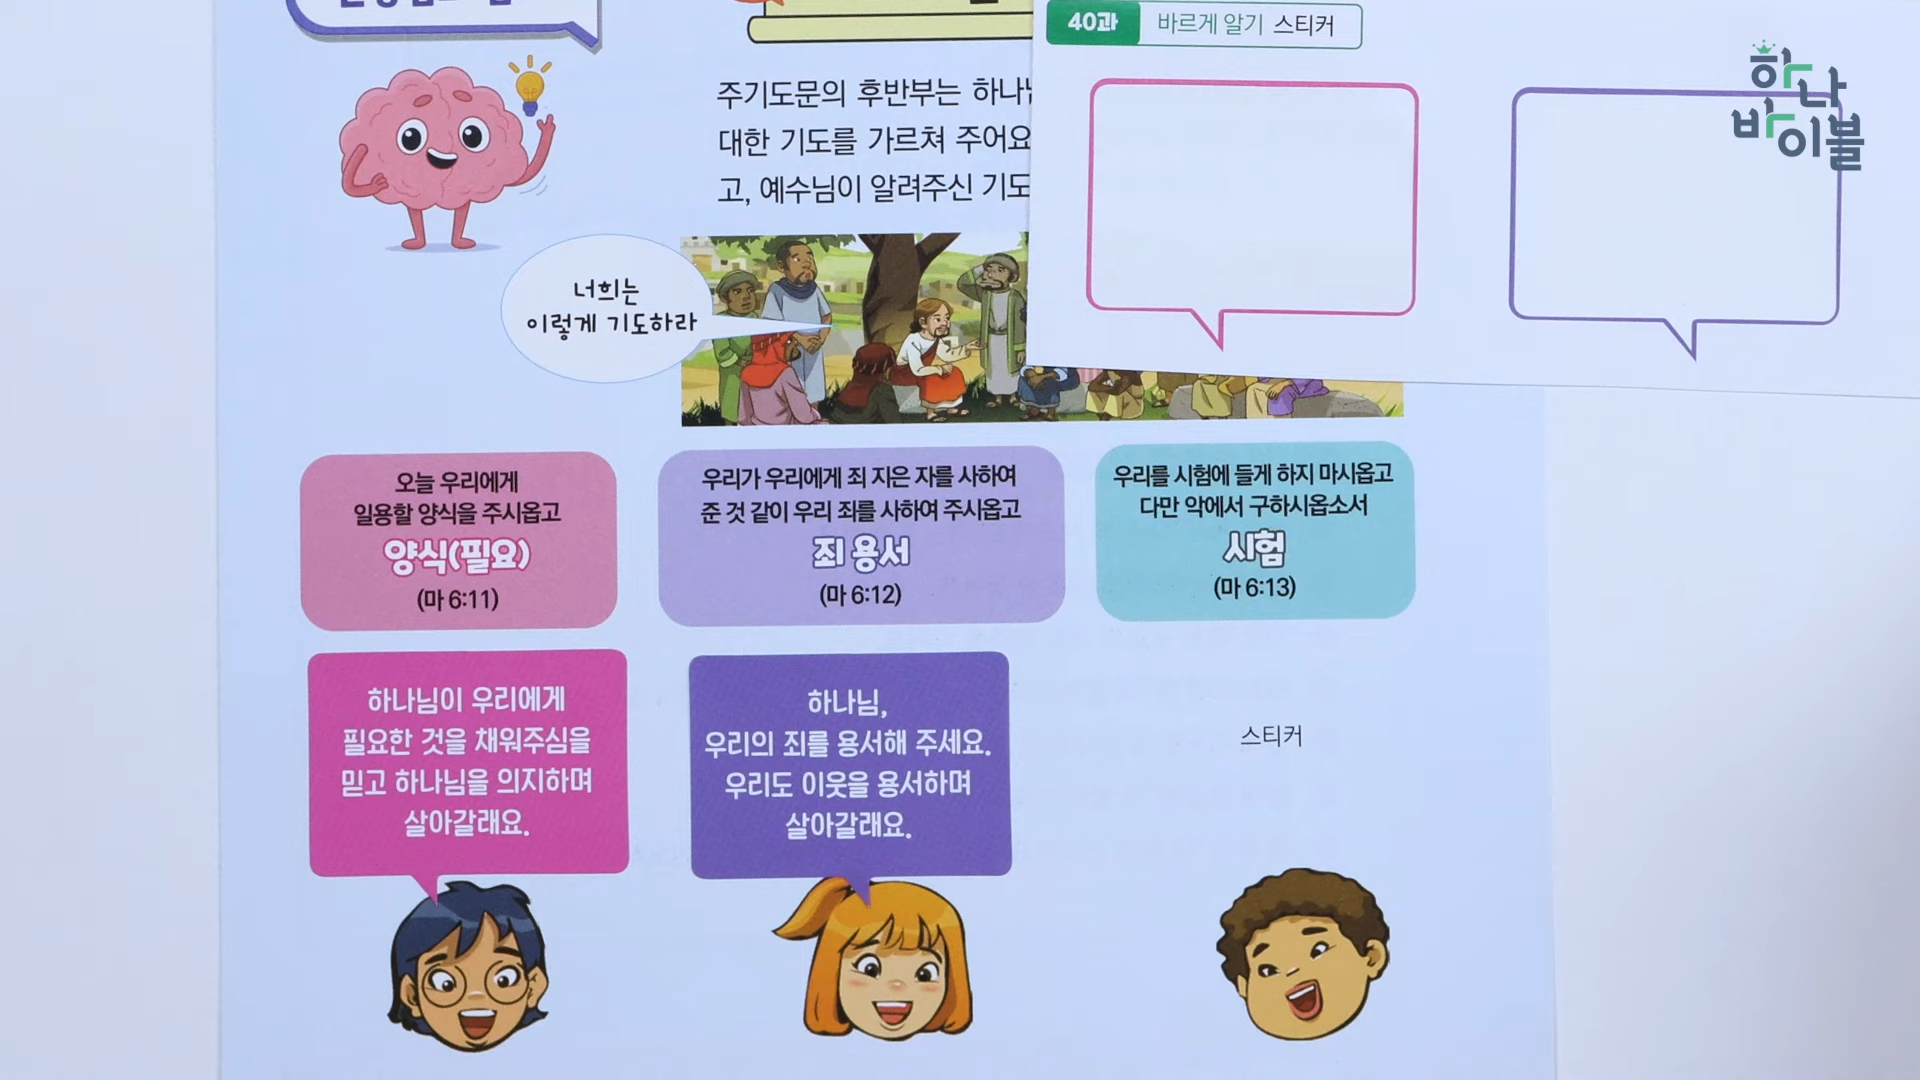 40과 바르게 알기 스티커
하나
바이블
주기도문의 후반부는
대한 기도를 가르쳐 주어요
고, 예수님이 알려주신 기도
너희는
이렇게 기도하라
오늘 우리에게
일용할 양식을 주시옵고
양식(필요)
(마 6:11)
우리가 우리에게 죄 지은 자를 사하여
준 것 같이 우리 죄를 사하여 주시옵고
죄 용서
(마 6:12)
우리를 시험에 들게 하지 마시옵고
다만 악에서 구하시옵소서
시험
(마 6:13)
하나님이 우리에게
필요한 것을 채워주심을
믿고 하나님을 의지하며
살아갈래요.
하나님,
우리의 죄를 용서해 주세요.
우리도 이웃을 용서하며
살아갈래요.
스티커